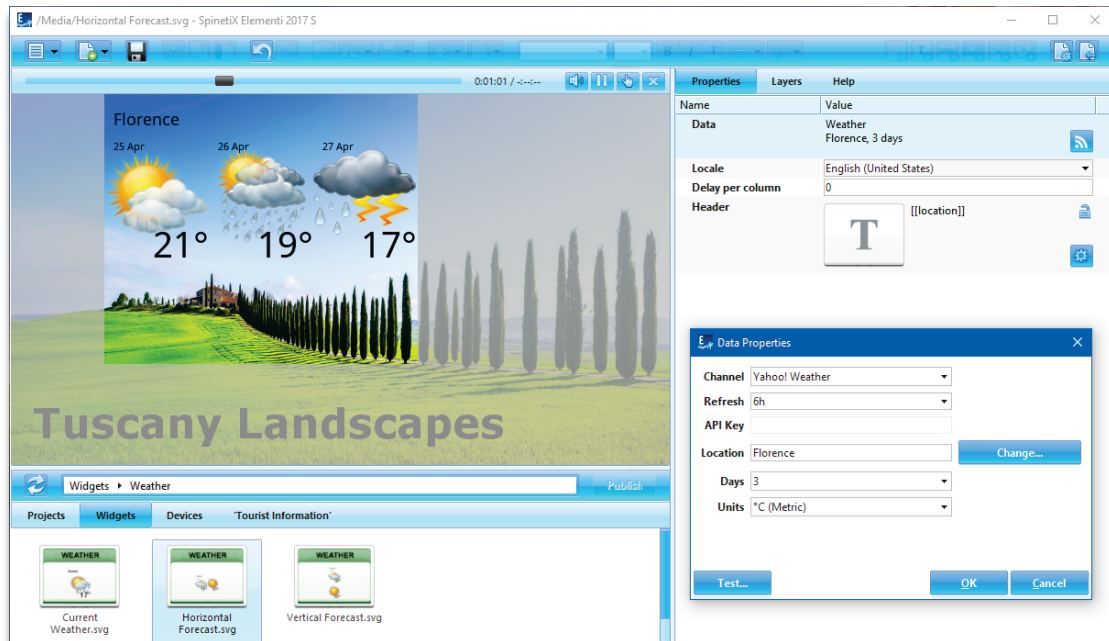 /Media/Horizontal Forecast.svg - SpinetiX Elementi 2017 S
0:01:01 / -:--:--
Florence
25 Apr 26 Apr 27 Apr
21° 19° 17°
Tuscany Landscapes
Widgets Weather
Publish
Projects Widgets Devices 'Tourist Information'
WEATHER
17°
Current
Weather.svg
WEATHER
Horizontal
Forecast.svg
WEATHER
Vertical Forecast.svg
Properties Layers Help
Name Value
Data Weather
Florence, 3 days
Locale English (United States)
Delay per column 0
Header T [[location]]
Data Properties
Channel Yahoo! Weather
Refresh 6h
API Key
Location Florence Change...
Days 3
Units °C (Metric)
Test... OK Cancel